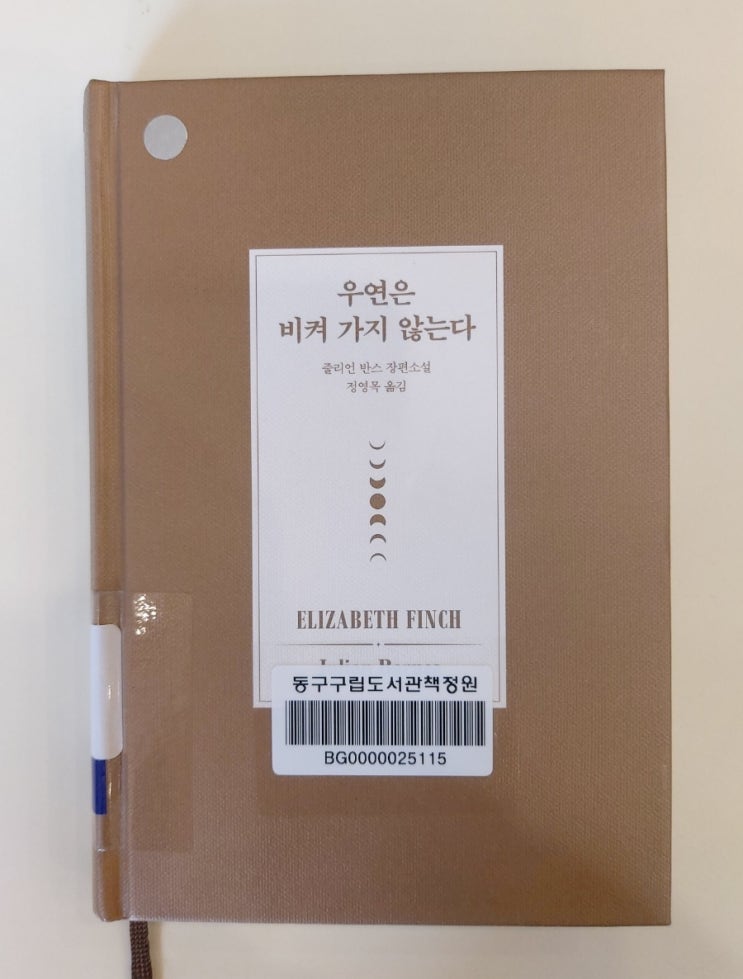 우연은
비켜 가지 않는다
줄리언 반스 장편소설
정영목 옮김
ELIZABETH FINCH
동구구립도서관책정원
BG0000025115